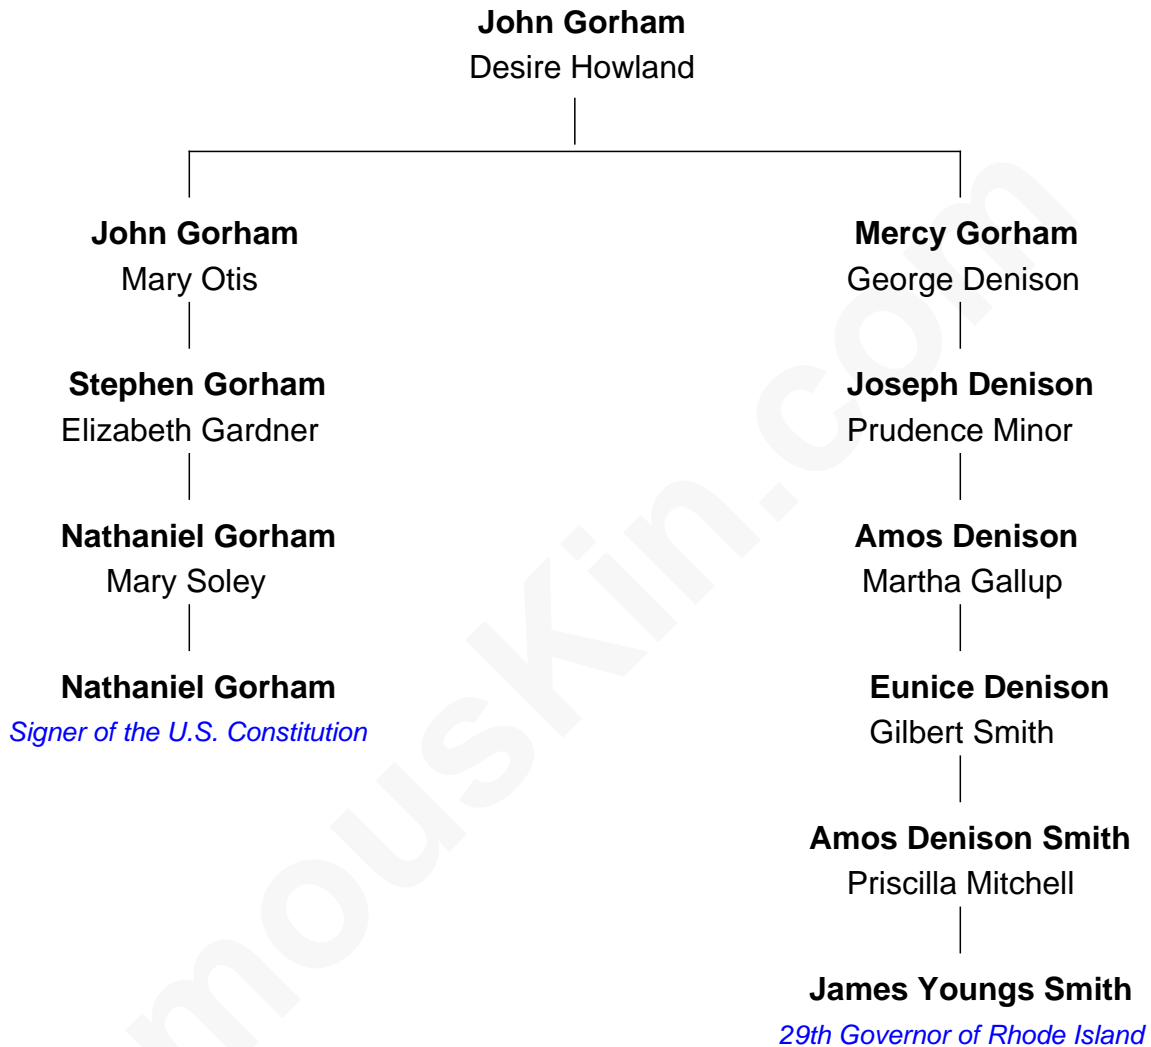 John Gorham
Desire Howland
John Gorham
Mary Otis
Mercy Gorham
George Denison
Stephen Gorham
Elizabeth Gardner
Joseph Denison
Prudence Minor
Nathaniel Gorham
Mary Soley
Amos Denison
Martha Gallup
Nathaniel Gorham
Signer of the U.S. Constitution
Eunice Denison
Gilbert Smith
Amos Denison Smith
Priscilla Mitchell
James Youngs Smith
29th Governor of Rhode Island
mouskin.com